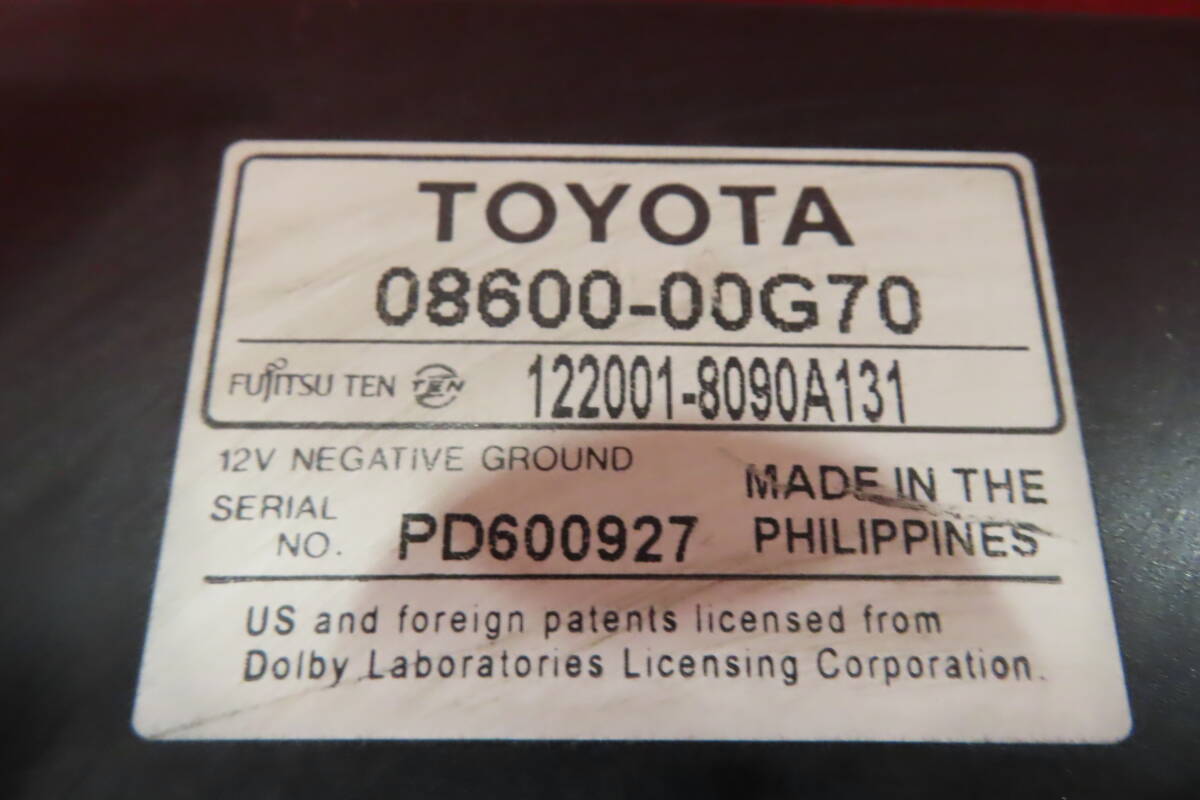 TOYOTA
08600-00G70
FUJITSU TEN TEN 122001-8090A131
12V NEGATIVE GROUND
SERIAL NO. PD600927
MADE IN THE PHILIPPINES
US and foreign patents licensed from
Dolby Laboratories Licensing Corporation.